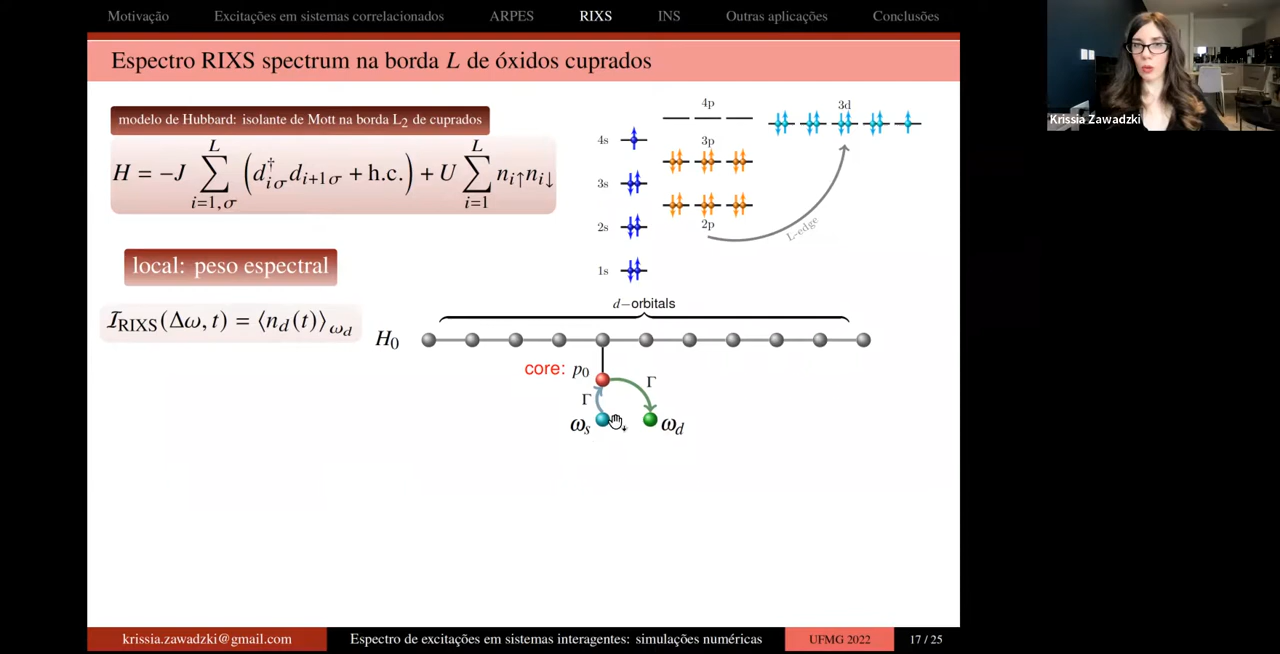 Motivação Excitações em sistemas correlacionados ARPES RIXS INS Outras aplicações Conclusões
Espectro RIXS spectrum na borda L de óxidos cuprados
modelo de Hubbard: isolante de Mott na borda L₂ de cuprados
H = −J ∑_{i=1,σ}^{L} (d†_{iσ} d_{i+1σ} + h.c.) + U ∑_{i=1}^{L} n_{i↑} n_{i↓}
local: peso espectral
I_RIXS(Δω, t) = ⟨n_d(t)⟩_{ω_d}
4p
3d
4s
3p
3s
2p
2s
L-edge
1s
d−orbitals
H₀
core: p₀
Γ
Γ
ω_s
ω_d
Krissia Zawadzki
krissia.zawadzki@gmail.com Espectro de excitações em sistemas interagentes: simulações numéricas UFMG 2022 17 / 25